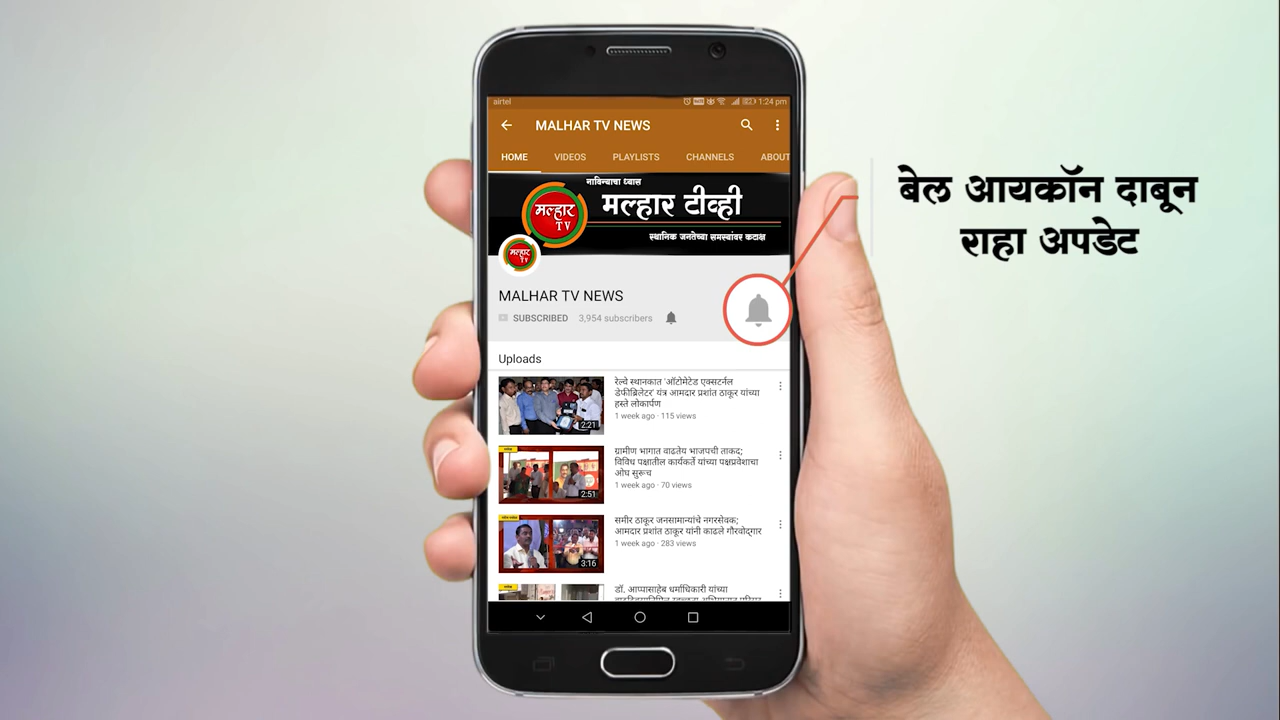 airtel 1:24 pm
MALHAR TV NEWS
HOME VIDEOS PLAYLISTS CHANNELS ABOUT
नाविन्याचा ध्यास
मल्हार टीव्ही
मल्हार
TV
स्थानिक जनतेच्या समस्यांवर कटाक्ष
मल्हार
TV
MALHAR TV NEWS
SUBSCRIBED 3,954 subscribers
Uploads
रेल्वे स्थानकात 'ऑटोमेटेड एक्सटर्नल
डेफीब्रिलेटर' यंत्र आमदार प्रशांत ठाकूर यांच्या
हस्ते लोकार्पण
1 week ago · 115 views
2:21
ग्रामीण भागात वाढतेय भाजपची ताकद;
विविध पक्षातील कार्यकर्ते यांच्या पक्षप्रवेशाचा
ओघ सुरूच
1 week ago · 70 views
2:51
समीर ठाकूर जनसामान्यांचे नगरसेवक;
आमदार प्रशांत ठाकूर यांनी काढले गौरवोद्गार
1 week ago · 283 views
3:16
डॉ. आप्पासाहेब धर्माधिकारी यांच्या
बेल आयकॉन दाबून
राहा अपडेट